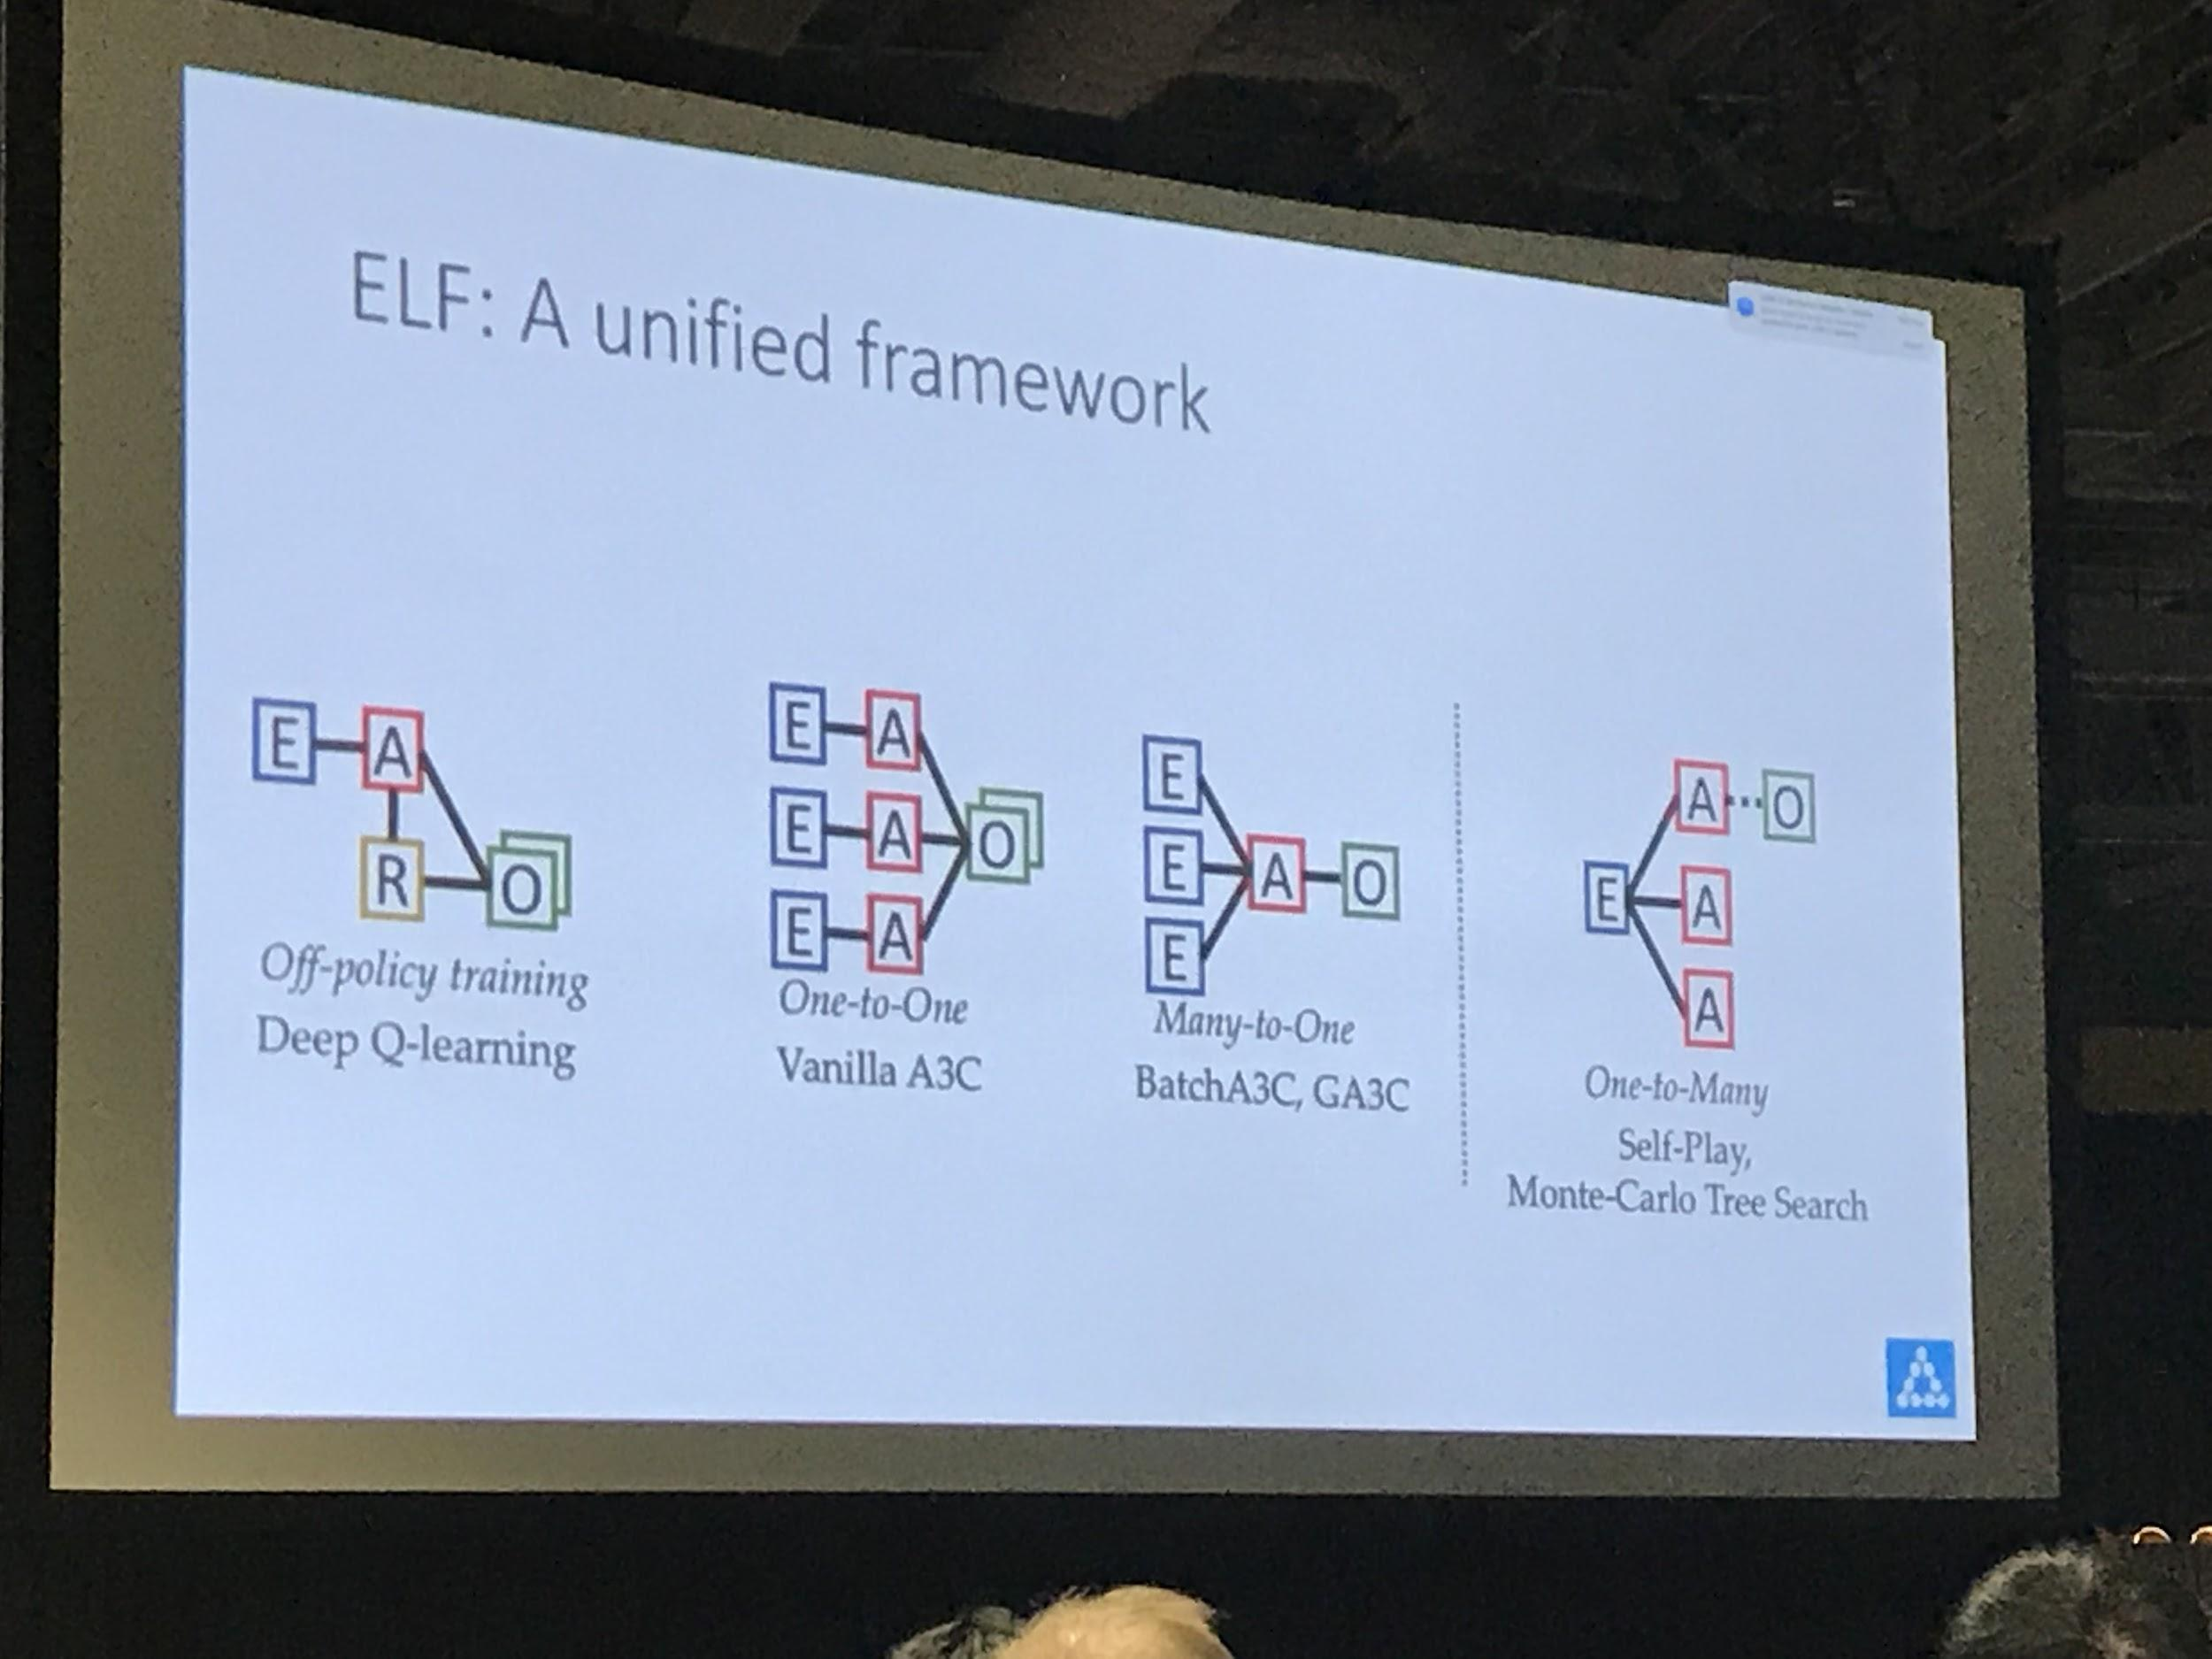 ELF: A unified framework
E A
R O
Off-policy training
Deep Q-learning
E A
E A O
E A
One-to-One
Vanilla A3C
E
E A O
E
Many-to-One
BatchA3C, GA3C
A O
E A
A
One-to-Many
Self-Play,
Monte-Carlo Tree Search